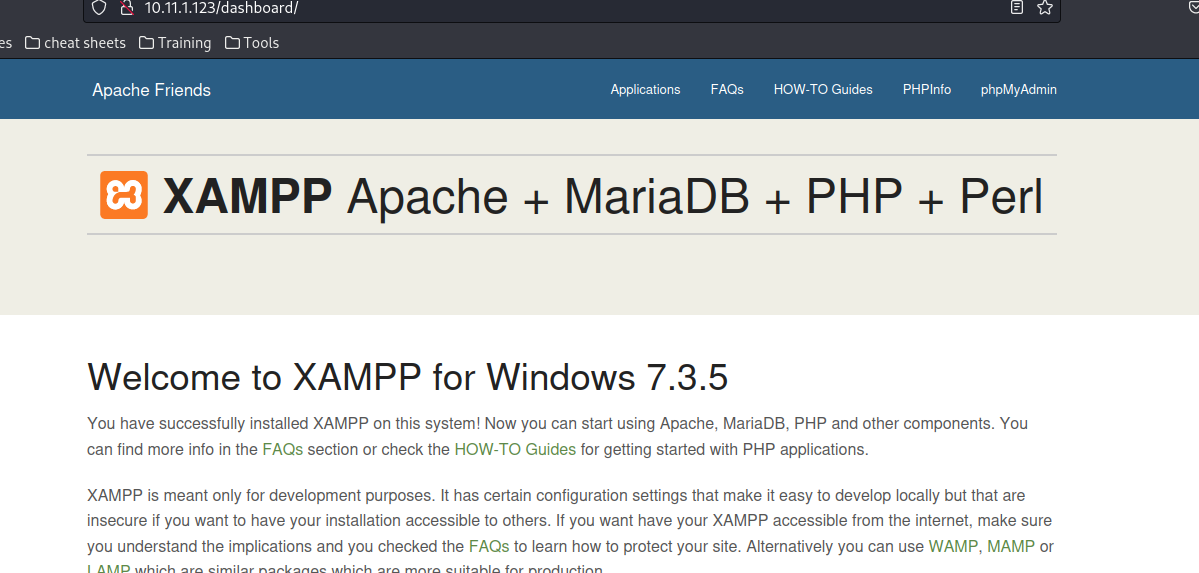 10.11.1.123/dashboard/
es cheat sheets Training Tools
Apache Friends Applications FAQs HOW-TO Guides PHPInfo phpMyAdmin
XAMPP Apache + MariaDB + PHP + Perl
Welcome to XAMPP for Windows 7.3.5
You have successfully installed XAMPP on this system! Now you can start using Apache, MariaDB, PHP and other components. You
can find more info in the FAQs section or check the HOW-TO Guides for getting started with PHP applications.
XAMPP is meant only for development purposes. It has certain configuration settings that make it easy to develop locally but that are
insecure if you want to have your installation accessible to others. If you want have your XAMPP accessible from the internet, make sure
you understand the implications and you checked the FAQs to learn how to protect your site. Alternatively you can use WAMP, MAMP or
LAMP which are similar packages which are more suitable for production.